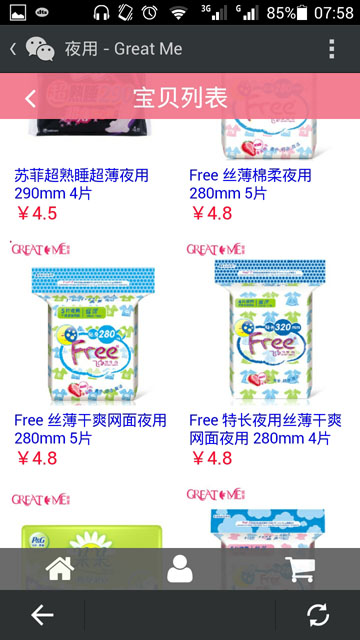 3G G 85% 07:58
夜用 - Great Me
宝贝列表
苏菲超熟睡超薄夜用
290mm 4片
￥4.5
Free 丝薄棉柔夜用
280mm 5片
￥4.8
GREAT ME
GREAT ME
280
Free
320
Free
Free 丝薄干爽网面夜用
280mm 5片
￥4.8
Free 特长夜用丝薄干爽
网面夜用 280mm 4片
￥4.8
GREAT ME
GREAT ME
P&G